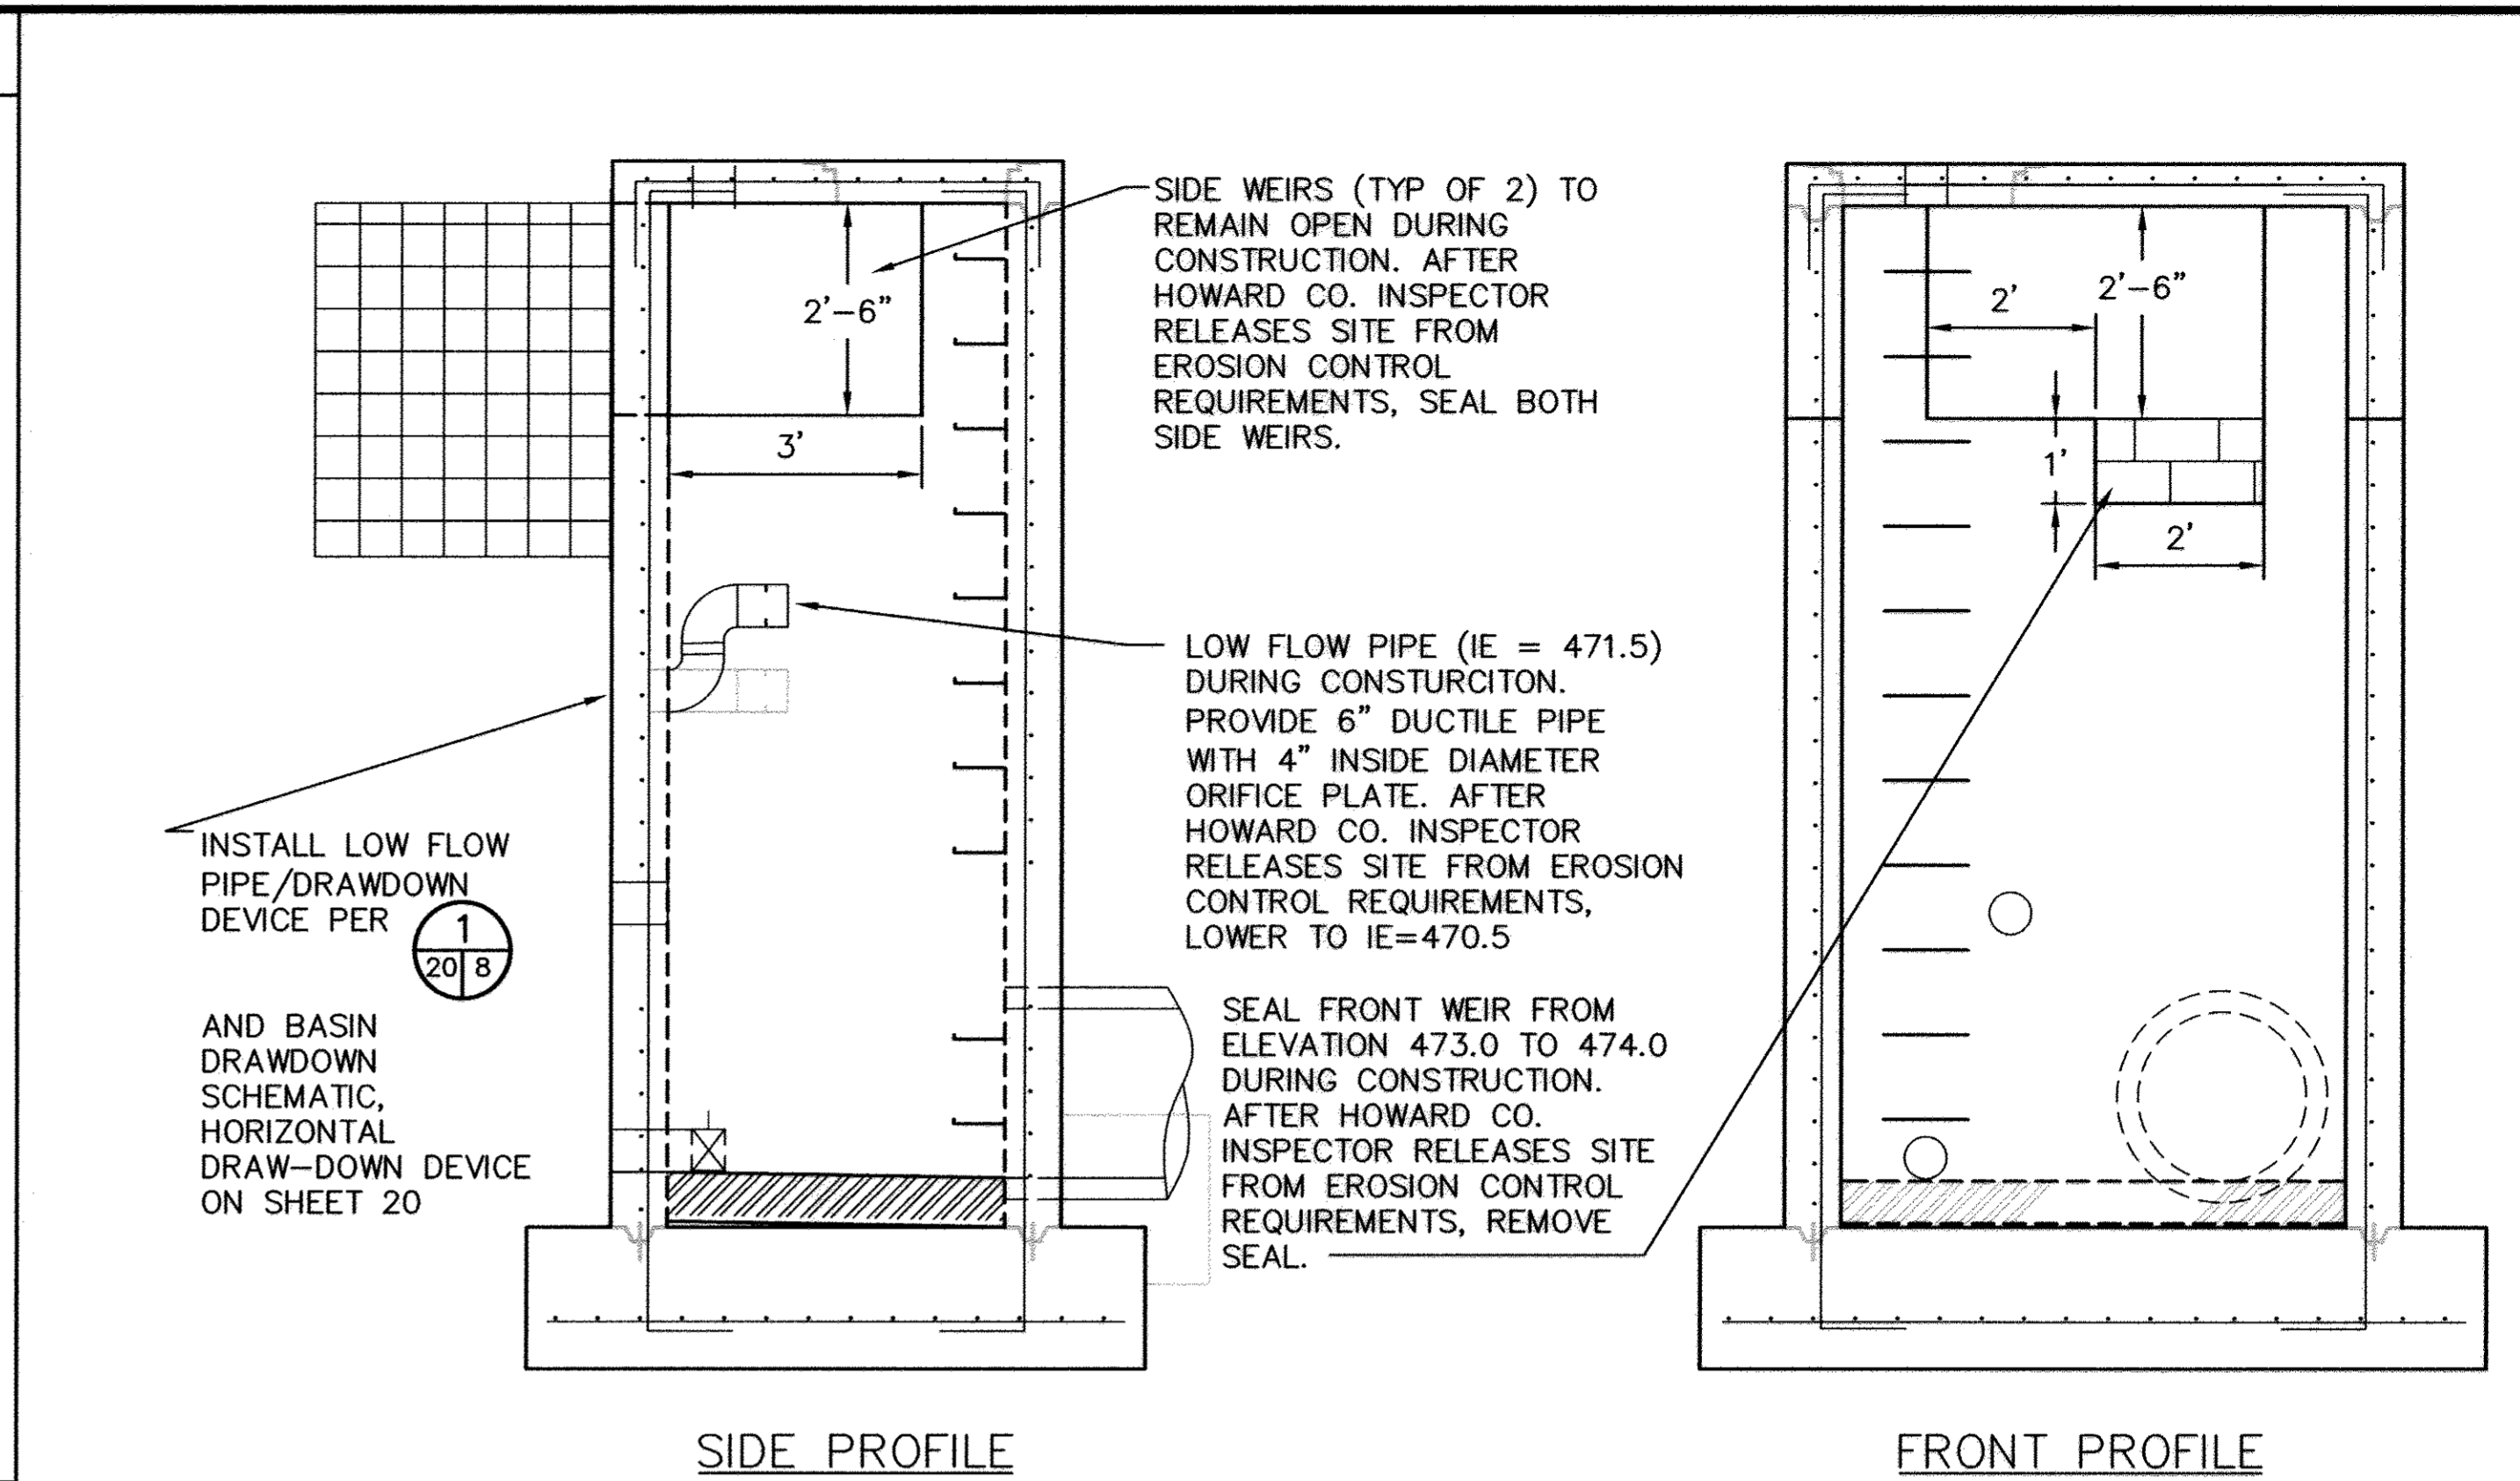 SIDE WEIRS (TYP OF 2) TO
REMAIN OPEN DURING
CONSTRUCTION. AFTER
HOWARD CO. INSPECTOR
RELEASES SITE FROM
EROSION CONTROL
REQUIREMENTS, SEAL BOTH
SIDE WEIRS.
2'-6"
3'
LOW FLOW PIPE (IE = 471.5)
DURING CONSTURCITON.
PROVIDE 6" DUCTILE PIPE
WITH 4" INSIDE DIAMETER
ORIFICE PLATE. AFTER
HOWARD CO. INSPECTOR
RELEASES SITE FROM EROSION
CONTROL REQUIREMENTS,
LOWER TO IE=470.5
INSTALL LOW FLOW
PIPE/DRAWDOWN
DEVICE PER
1
20 8
AND BASIN
DRAWDOWN
SCHEMATIC,
HORIZONTAL
DRAW-DOWN DEVICE
ON SHEET 20
SEAL FRONT WEIR FROM
ELEVATION 473.0 TO 474.0
DURING CONSTRUCTION.
AFTER HOWARD CO.
INSPECTOR RELEASES SITE
FROM EROSION CONTROL
REQUIREMENTS, REMOVE
SEAL.
SIDE PROFILE
2'
2'-6"
1'
2'
FRONT PROFILE